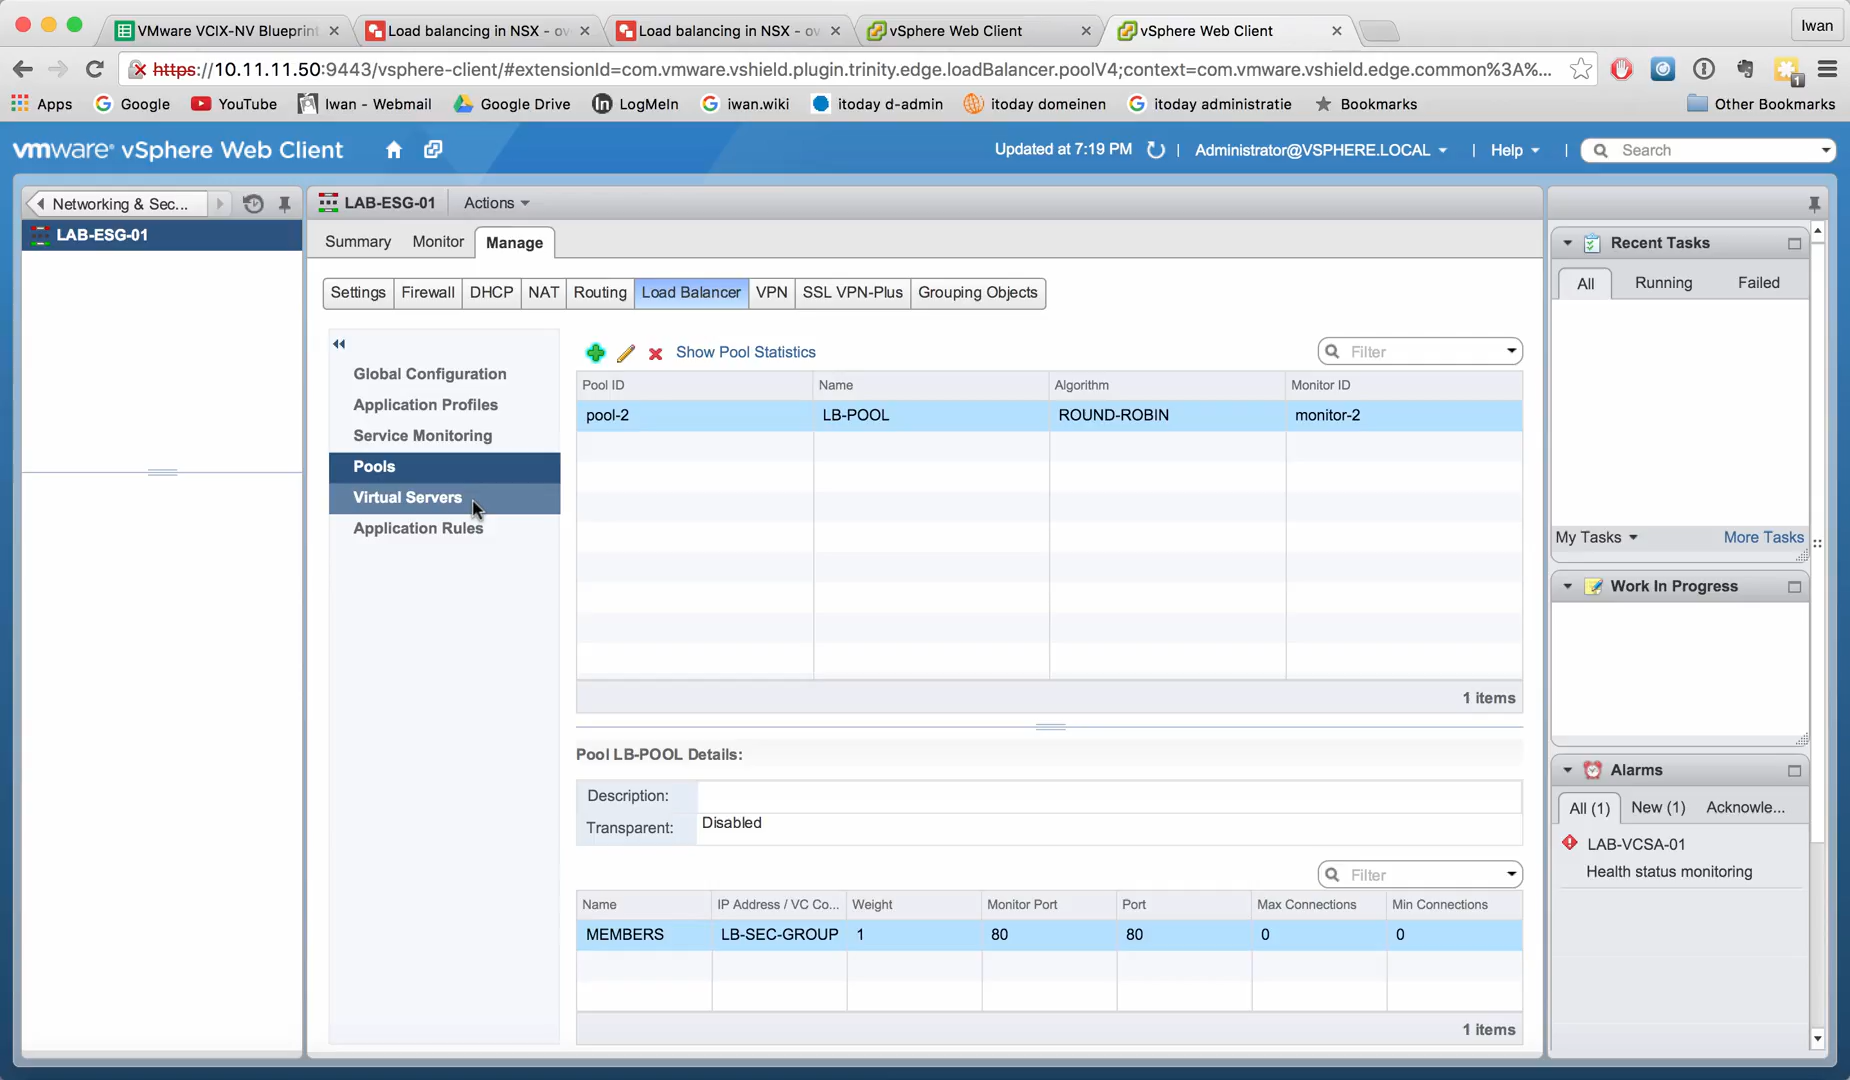 VMware VCIX-NV Blueprint
Load balancing in NSX - ov
Load balancing in NSX - ov
vSphere Web Client
vSphere Web Client
Iwan
https://10.11.11.50:9443/vsphere-client/#extensionId=com.vmware.vshield.plugin.trinity.edge.loadBalancer.poolV4;context=com.vmware.vshield.edge.common%3A%...
Apps
Google
YouTube
Iwan - Webmail
Google Drive
LogMeIn
iwan.wiki
itoday d-admin
itoday domeinen
itoday administratie
Bookmarks
Other Bookmarks
vmware® vSphere Web Client
Updated at 7:19 PM
Administrator@VSPHERE.LOCAL
Help
Search
Networking & Sec...
LAB-ESG-01
LAB-ESG-01
Actions
Summary
Monitor
Manage
Settings
Firewall
DHCP
NAT
Routing
Load Balancer
VPN
SSL VPN-Plus
Grouping Objects
Global Configuration
Application Profiles
Service Monitoring
Pools
Virtual Servers
Application Rules
Show Pool Statistics
Filter
Pool ID Name Algorithm Monitor ID
pool-2 LB-POOL ROUND-ROBIN monitor-2
1 items
Pool LB-POOL Details:
Description:
Transparent: Disabled
Filter
Name IP Address / VC Co... Weight Monitor Port Port Max Connections Min Connections
MEMBERS LB-SEC-GROUP 1 80 80 0 0
1 items
Recent Tasks
All
Running
Failed
My Tasks
More Tasks
Work In Progress
Alarms
All (1)
New (1)
Acknowle...
LAB-VCSA-01
Health status monitoring